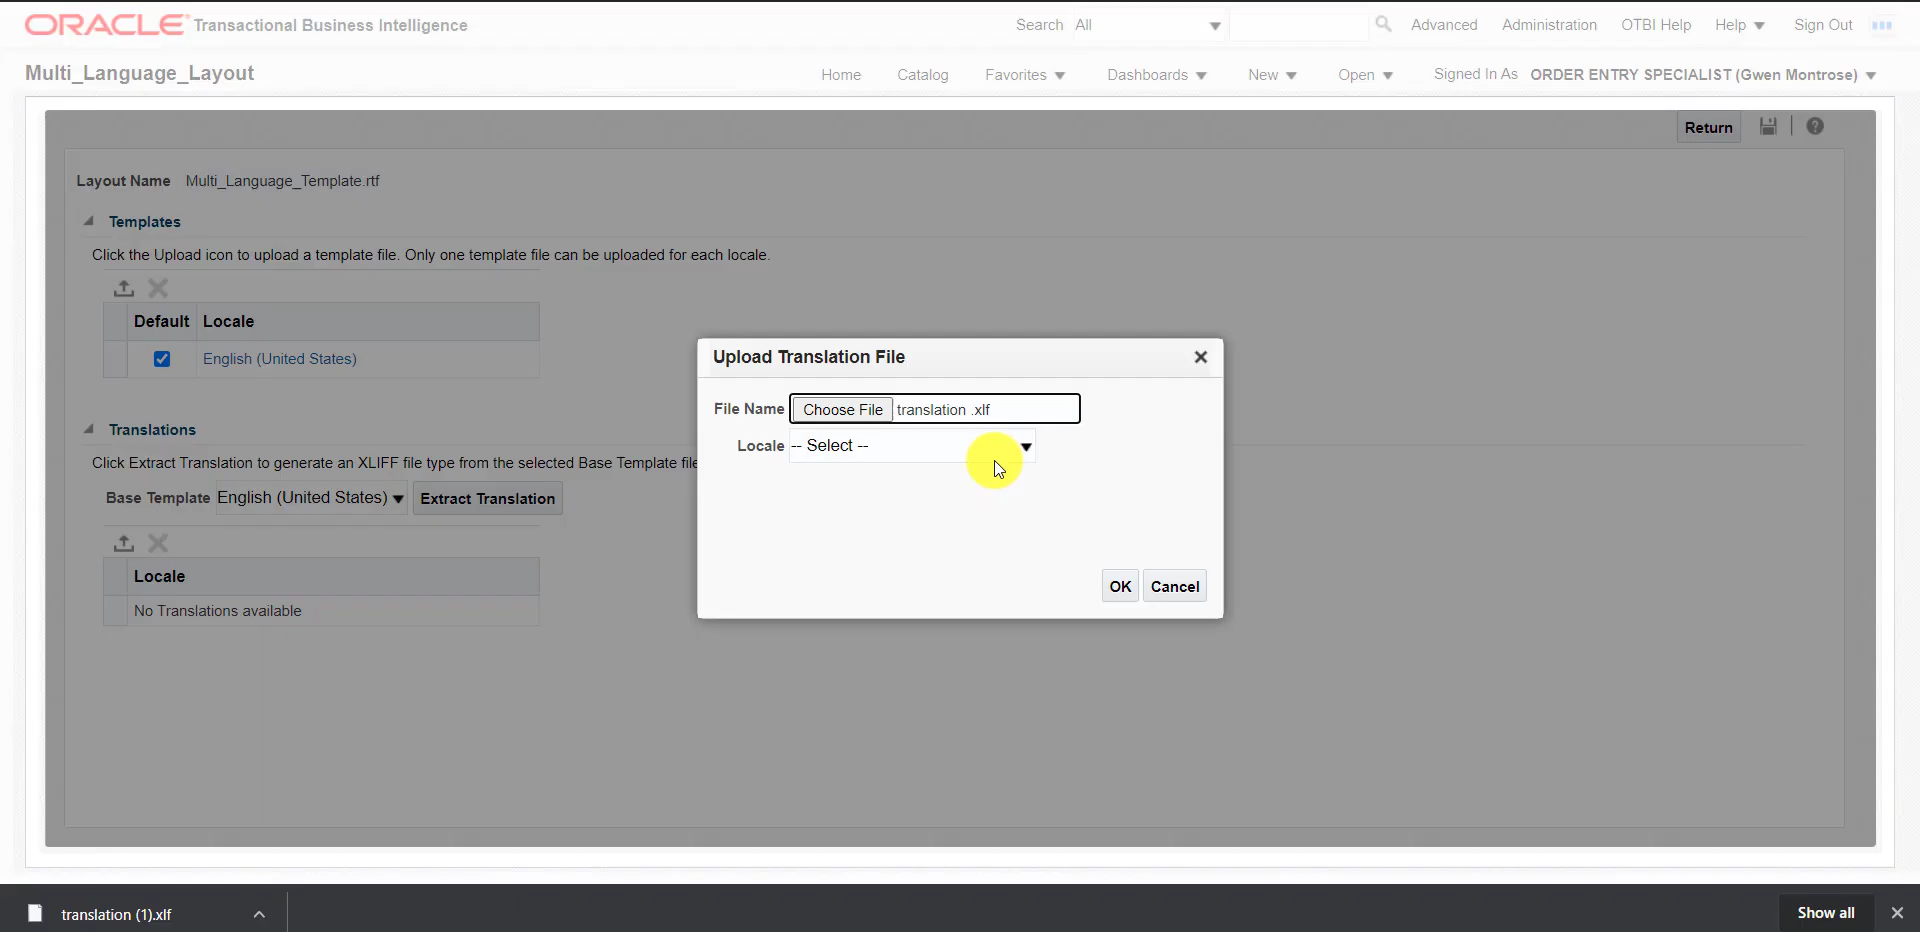 ORACLE Transactional Business Intelligence
Search All Advanced Administration OTBI Help Help Sign Out
Multi_Language_Layout
Home Catalog Favorites Dashboards New Open Signed In As ORDER ENTRY SPECIALIST (Gwen Montrose)
Return
Layout Name Multi_Language_Template.rtf
Templates
Click the Upload icon to upload a template file. Only one template file can be uploaded for each locale.
Default Locale
English (United States)
Translations
Click Extract Translation to generate an XLIFF file type from the selected Base Template file
Base Template English (United States) Extract Translation
Locale
No Translations available
Upload Translation File
File Name Choose File translation .xlf
Locale -- Select --
OK Cancel
translation (1).xlf
Show all